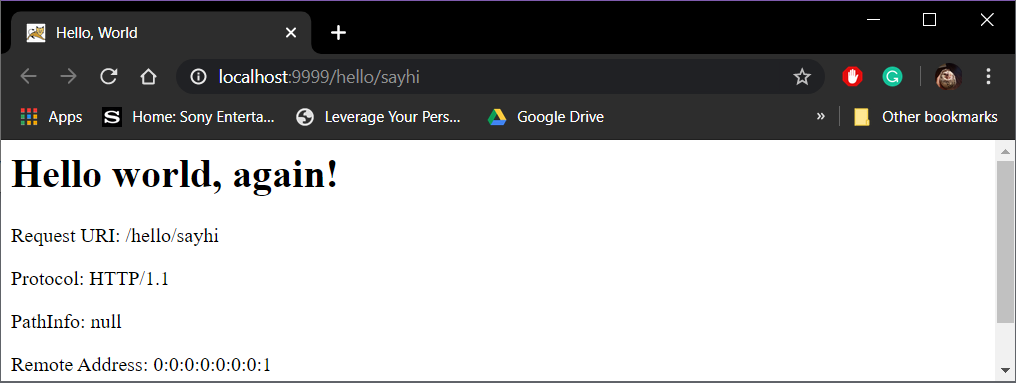 Hello, World
localhost:9999/hello/sayhi
Apps S Home: Sony Enterta... Leverage Your Pers... Google Drive » Other bookmarks
Hello world, again!
Request URI: /hello/sayhi
Protocol: HTTP/1.1
PathInfo: null
Remote Address: 0:0:0:0:0:0:0:1